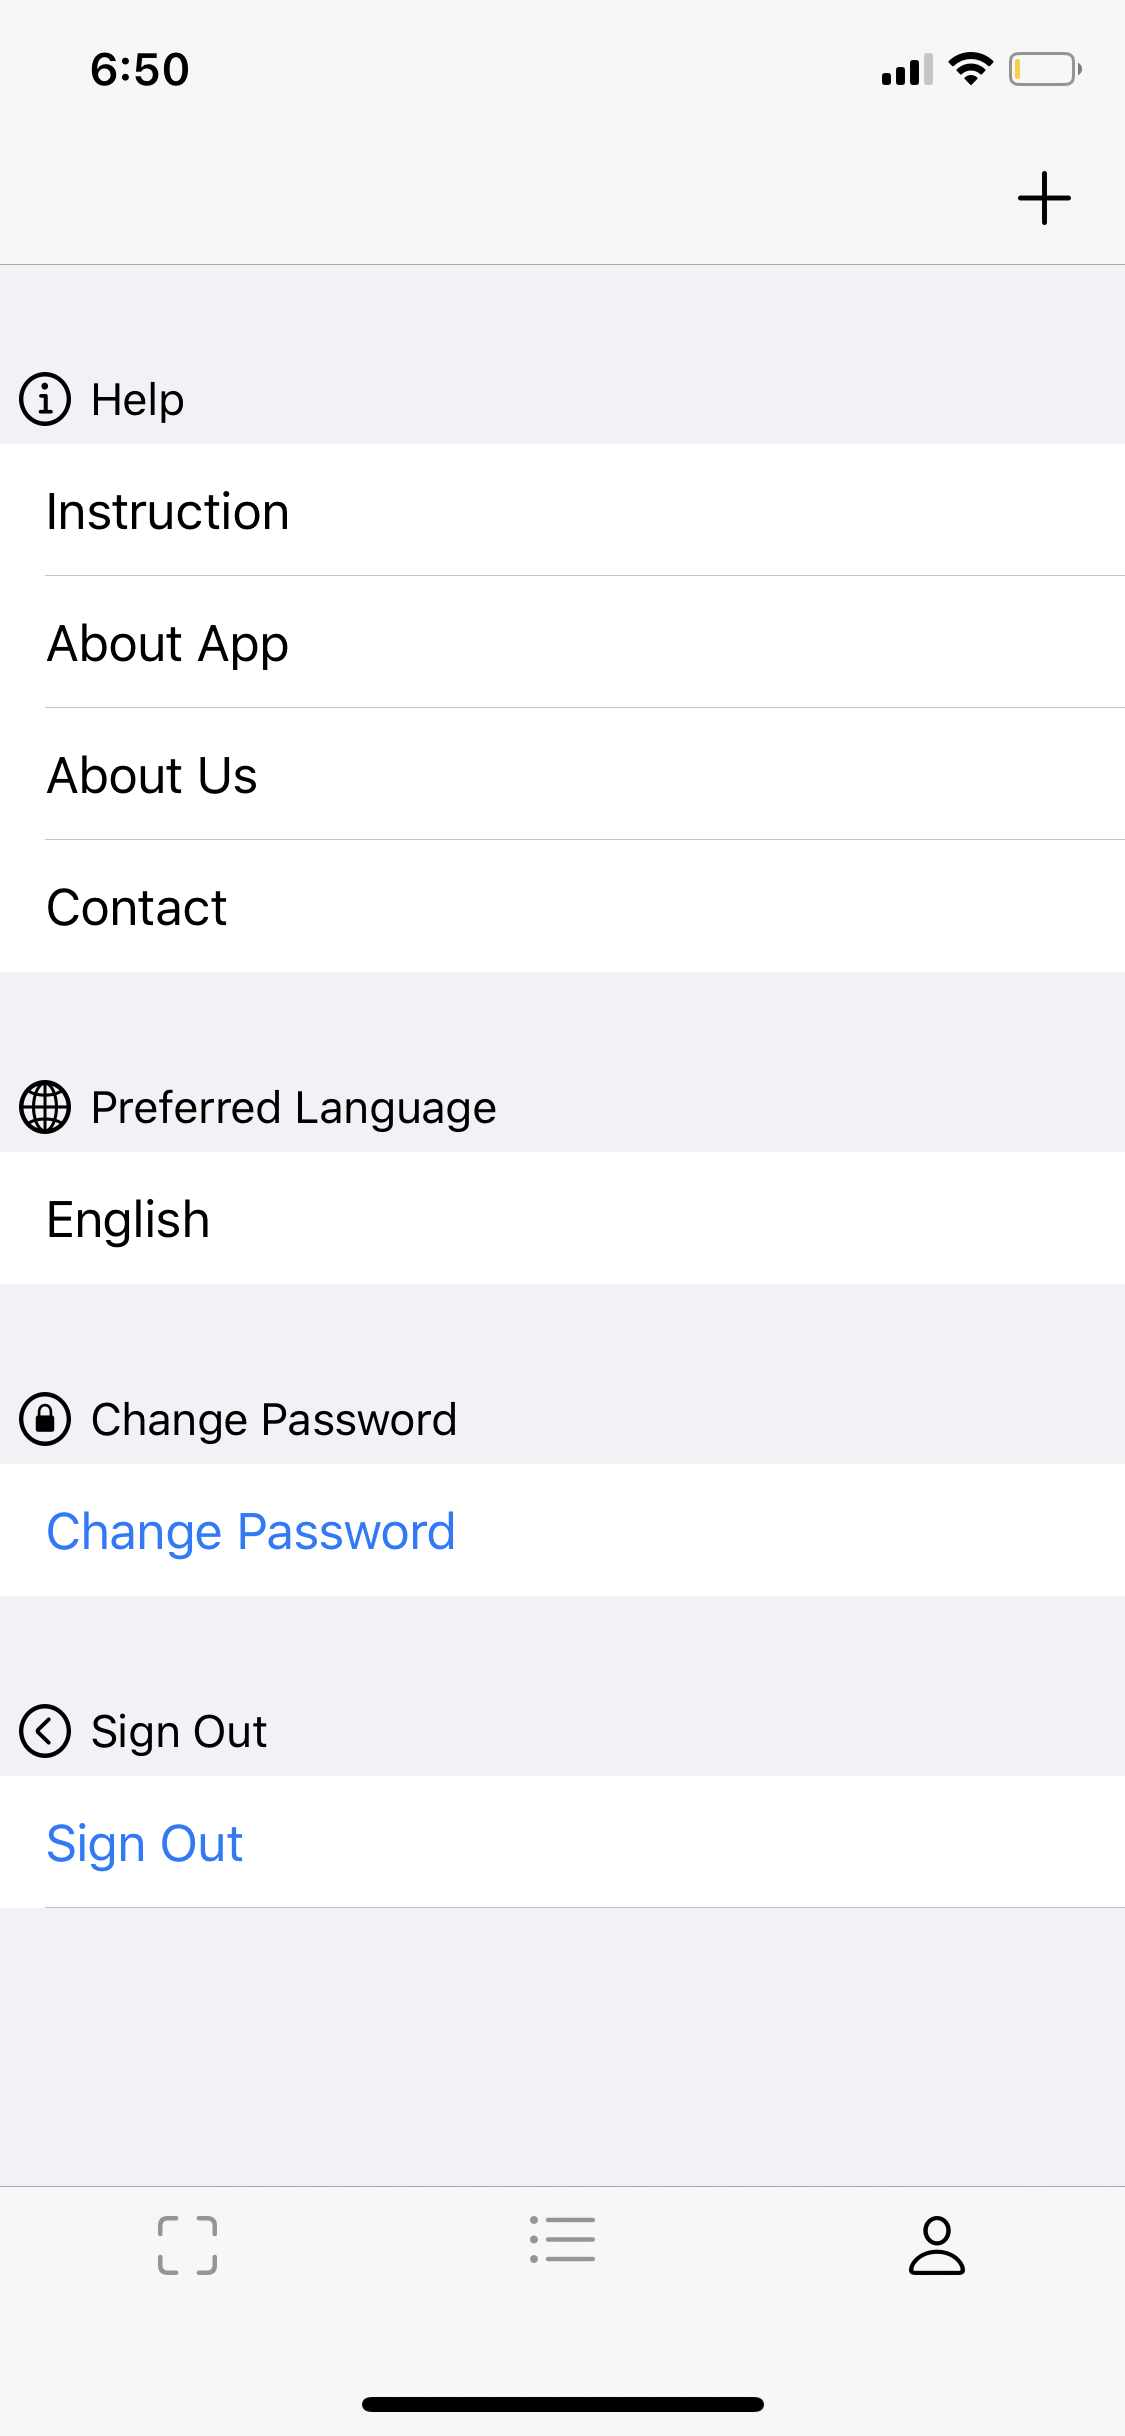 6:50
Help
Instruction
About App
About Us
Contact
Preferred Language
English
Change Password
Change Password
Sign Out
Sign Out